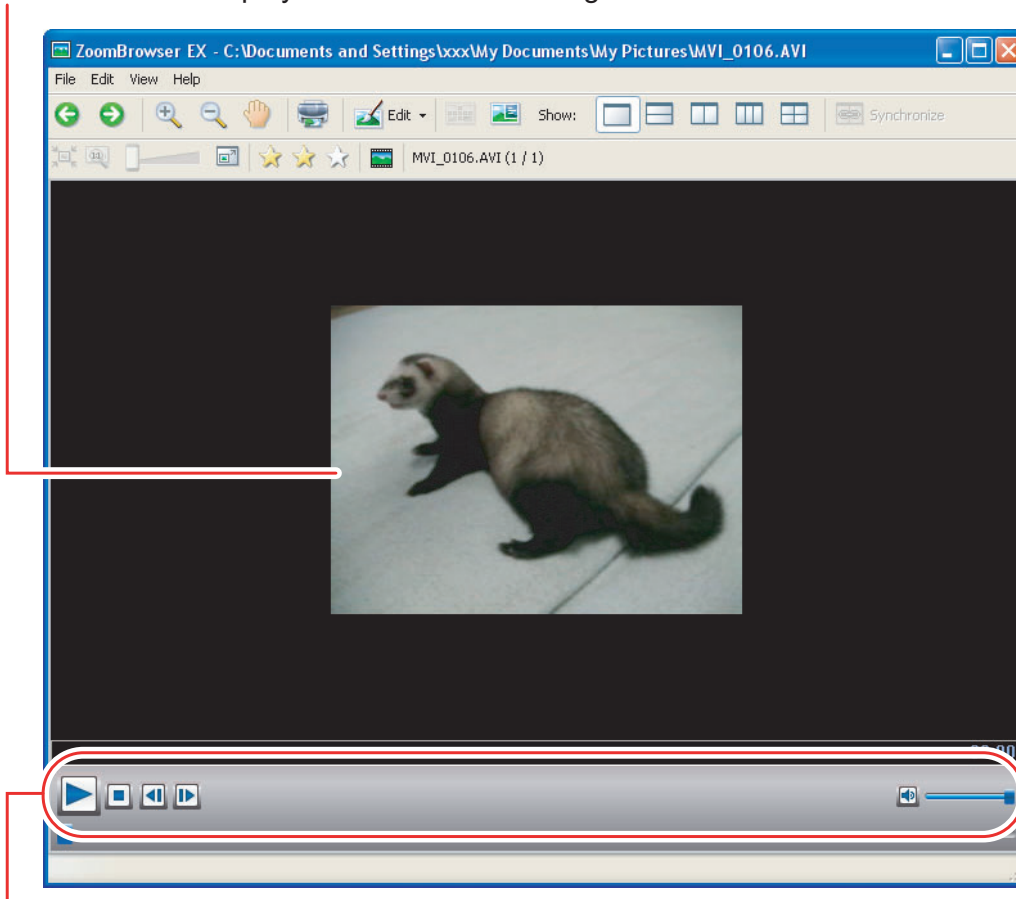 ZoomBrowser EX - C:\Documents and Settings\xxx\My Documents\My Pictures\MVI_0106.AVI
File Edit View Help
Edit Show: Synchronize
MVI_0106.AVI (1 / 1)